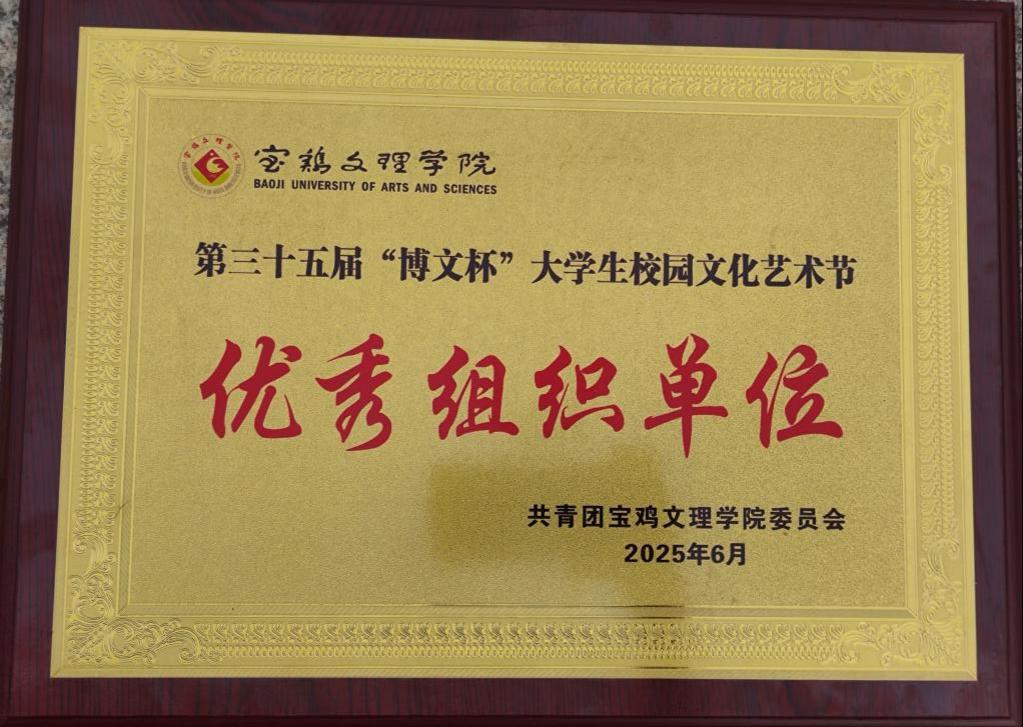 宝鸡文理学院
BAOJI UNIVERSITY OF ARTS AND SCIENCES
第三十五届“博文杯”大学生校园文化艺术节
优秀组织单位
共青团宝鸡文理学院委员会
2025年6月